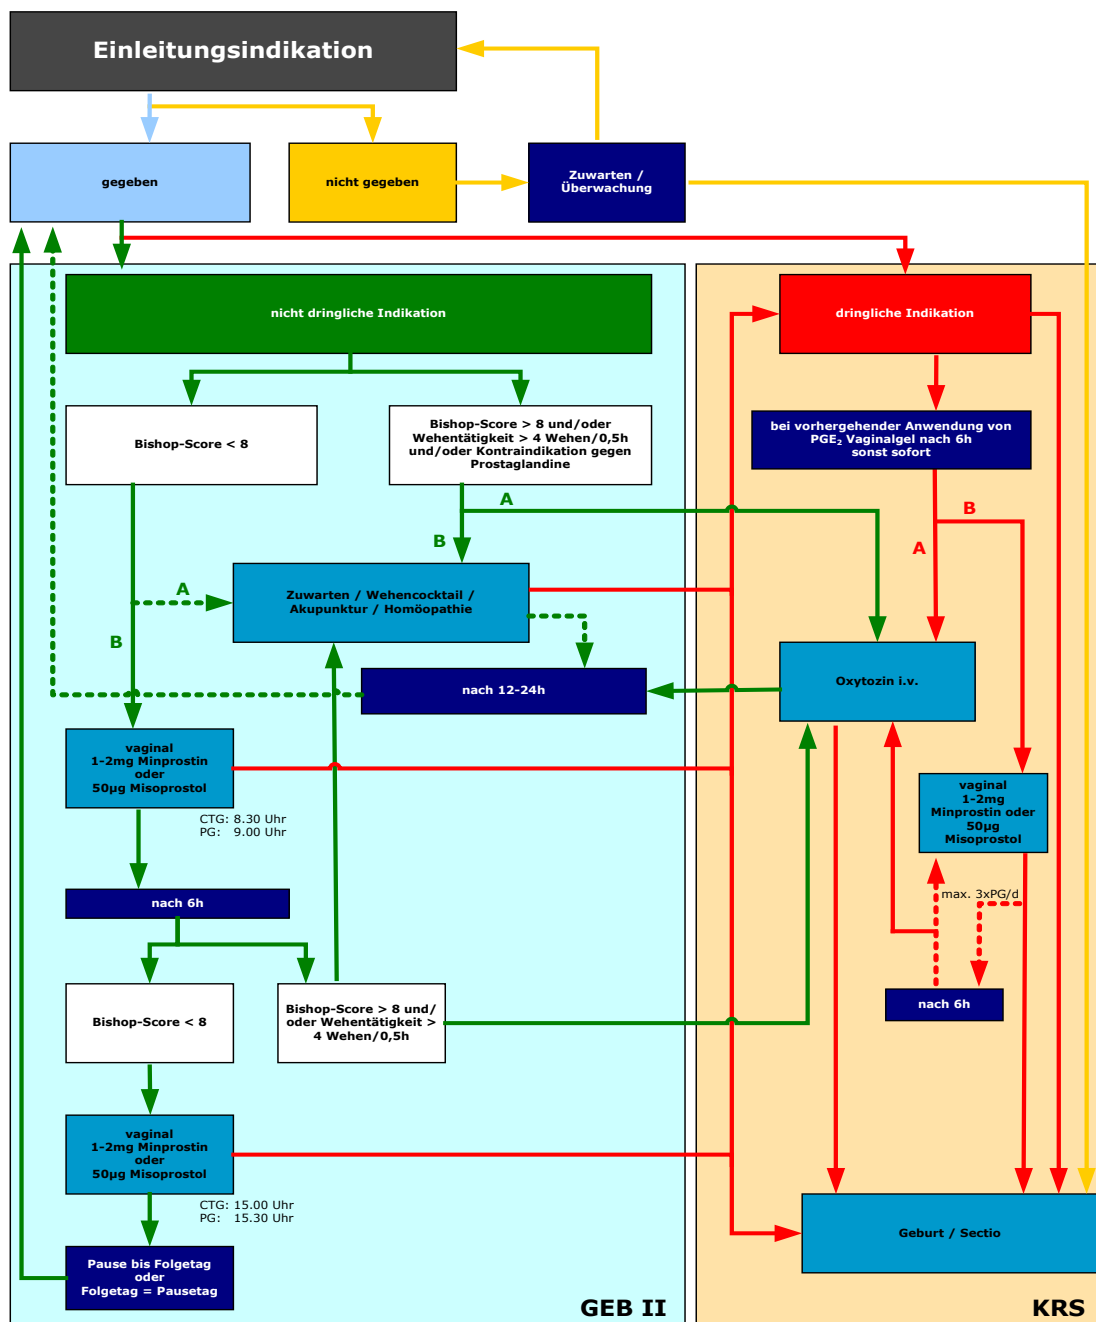 Einleitungsindikation
gegeben
nicht gegeben
Zuwarten /
Überwachung
nicht dringliche Indikation
dringliche Indikation
Bishop-Score < 8
Bishop-Score > 8 und/oder
Wehentätigkeit > 4 Wehen/0,5h
und/oder Kontraindikation gegen
Prostaglandine
bei vorhergehender Anwendung von
PGE₂ Vaginalgel nach 6h
sonst sofort
A
B
B
A
A
B
Zuwarten / Wehencocktail /
Akupunktur / Homöopathie
nach 12-24h
Oxytozin i.v.
vaginal
1-2mg Minprostin
oder
50µg Misoprostol
CTG: 8.30 Uhr
PG: 9.00 Uhr
vaginal
1-2mg
Minprostin oder
50µg
Misoprostol
max. 3xPG/d
nach 6h
nach 6h
Bishop-Score < 8
Bishop-Score > 8 und/
oder Wehentätigkeit >
4 Wehen/0,5h
vaginal
1-2mg Minprostin
oder
50µg Misoprostol
CTG: 15.00 Uhr
PG: 15.30 Uhr
Geburt / Sectio
Pause bis Folgetag
oder
Folgetag = Pausetag
GEB II
KRS